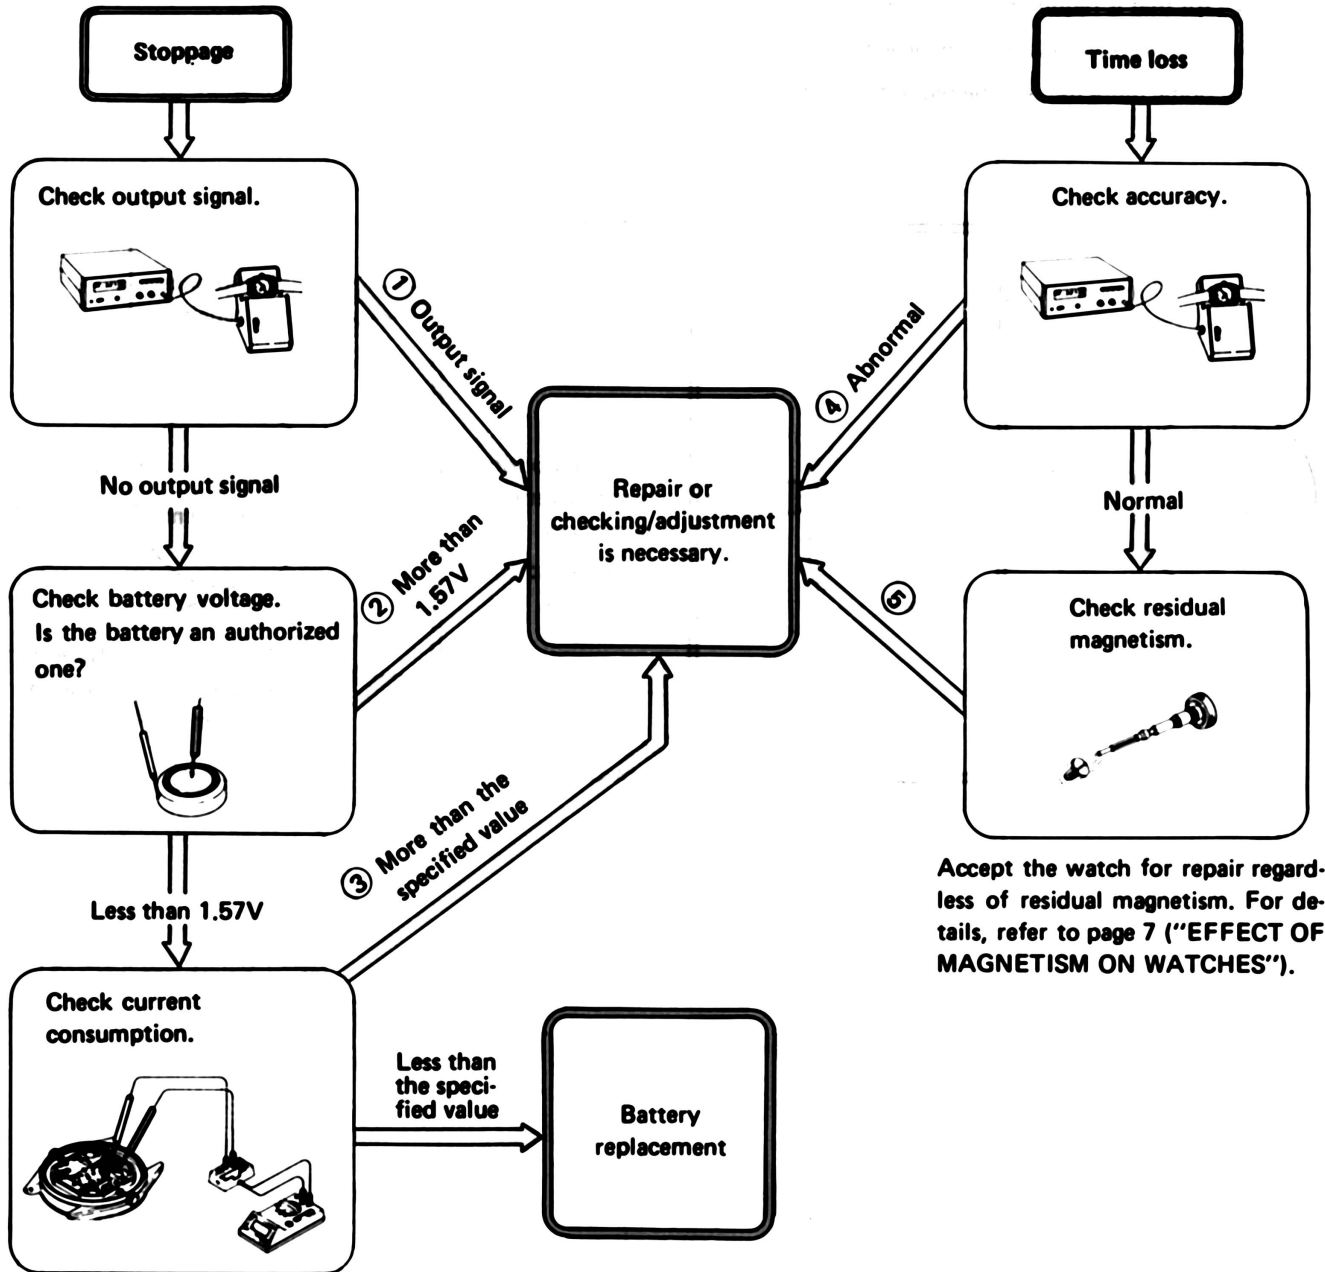 Stoppage
Check output signal.
① Output signal
No output signal
Check battery voltage.
Is the battery an authorized
one?
② More than
1.57V
Less than 1.57V
Check current
consumption.
③ More than the
specified value
Less than
the speci-
fied value
Battery
replacement
Repair or
checking/adjustment
is necessary.
Time loss
Check accuracy.
④ Abnormal
Normal
Check residual
magnetism.
⑤
Accept the watch for repair regard-
less of residual magnetism. For de-
tails, refer to page 7 ("EFFECT OF
MAGNETISM ON WATCHES").